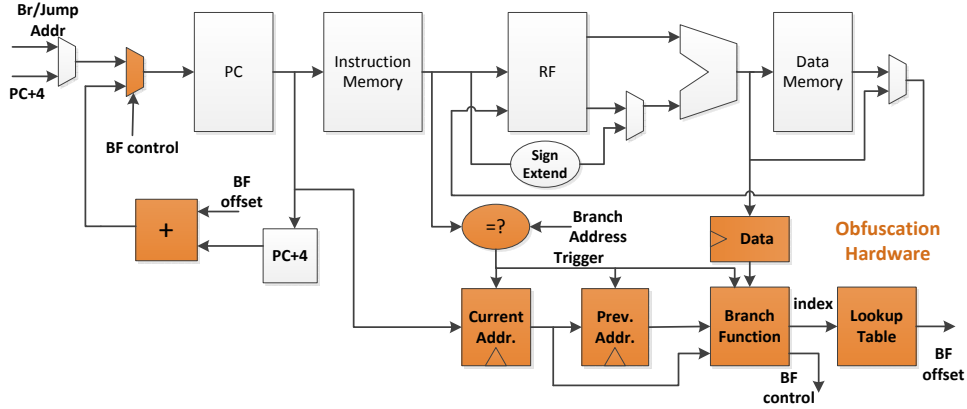 Br/Jump
Addr
PC+4
BF control
PC
Instruction
Memory
RF
Sign
Extend
Data
Memory
BF
offset
+
PC+4
=?
Branch
Address
Trigger
Data
Obfuscation
Hardware
Current
Addr.
Prev.
Addr.
Branch
Function
index
Lookup
Table
BF
offset
BF
control